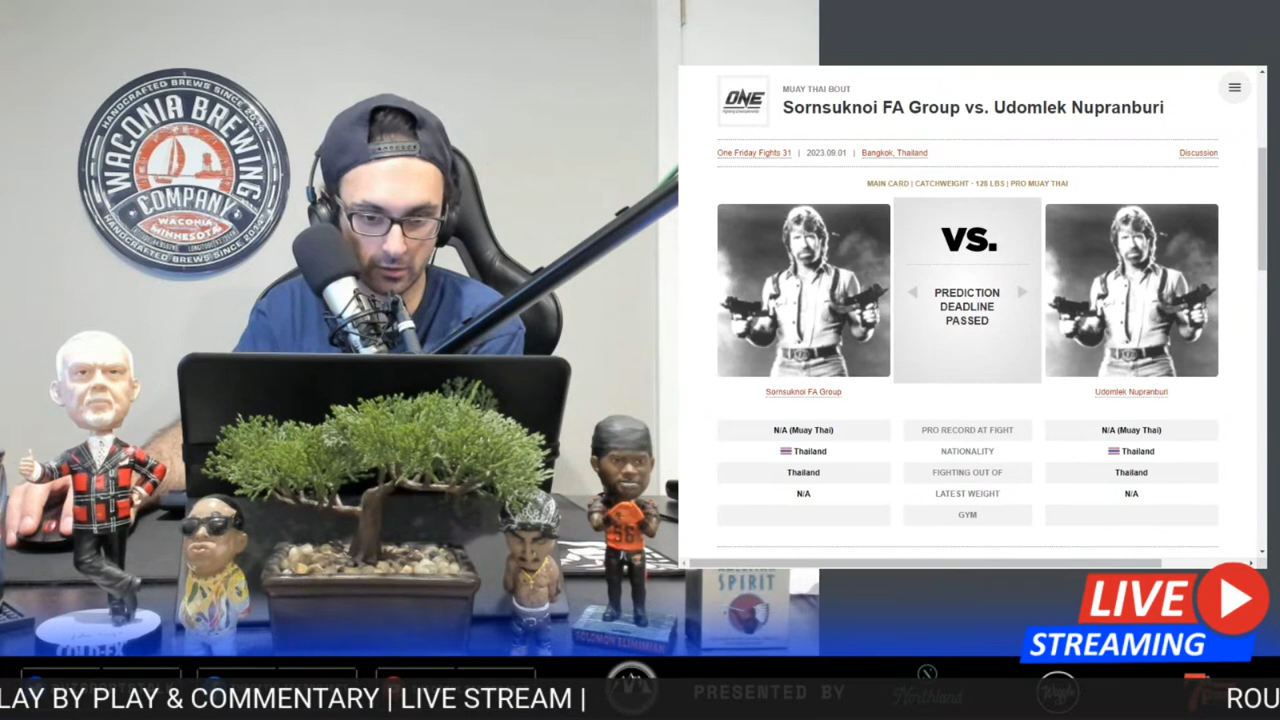 HANDCRAFTED BREWS SINCE 2014
WACONIA BREWING
COMPANY
WACONIA
MINNESOTA
HANDCRAFTED BREWS SINCE 2014
ONE
MUAY THAI BOUT
Sornsuknoi FA Group vs. Udomlek Nupranburi
One Friday Fights 31 | 2023.09.01 | Bangkok, Thailand
Discussion
MAIN CARD | CATCHWEIGHT · 128 LBS | PRO MUAY THAI
VS.
PREDICTION
DEADLINE
PASSED
Sornsuknoi FA Group
Udomlek Nupranburi
N/A (Muay Thai) PRO RECORD AT FIGHT N/A (Muay Thai)
Thailand NATIONALITY Thailand
Thailand FIGHTING OUT OF Thailand
N/A LATEST WEIGHT N/A
GYM
56
SOLOMON ELIMIMIAN
SPIRIT
LIVE
STREAMING
PRESENTED BY
Northland
LAY BY PLAY & COMMENTARY | LIVE STREAM |
ROU